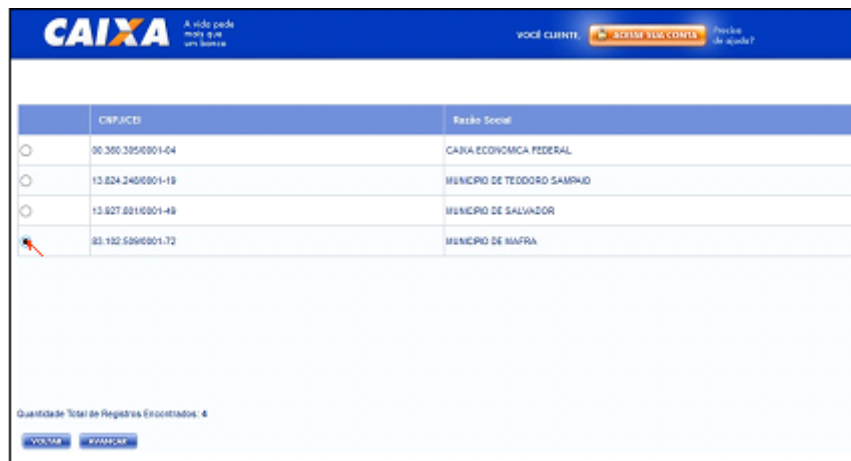 CAIXA
A vida pede
mais que
um banco
VOCÊ CLIENTE, ACESSE SUA CONTA
Precisa
de ajuda?
CNPJ/CEI Razão Social
00.360.305/0001-04 CAIXA ECONOMICA FEDERAL
13.824.248/0001-19 MUNICIPIO DE TEODORO SAMPAIO
13.927.801/0001-49 MUNICIPIO DE SALVADOR
83.102.509/0001-72 MUNICIPIO DE MAFRA
Quantidade Total de Registros Encontrados: 4
VOLTAR AVANÇAR